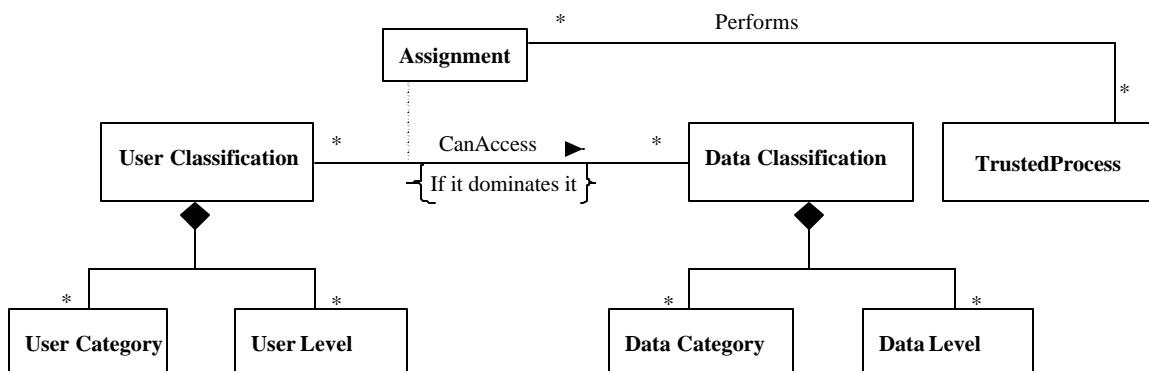 * Performs
Assignment
*
* CanAccess *
User Classification
Data Classification
TrustedProcess
{ If it dominates it }
* * * *
User Category
User Level
Data Category
Data Level